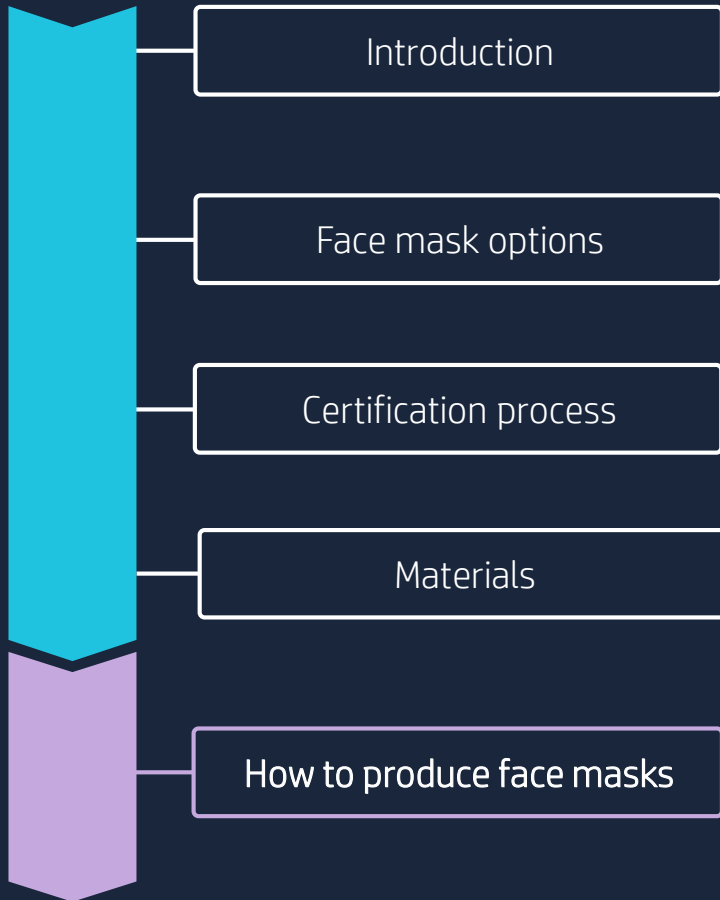 Introduction
Face mask options
Certification process
Materials
How to produce face masks